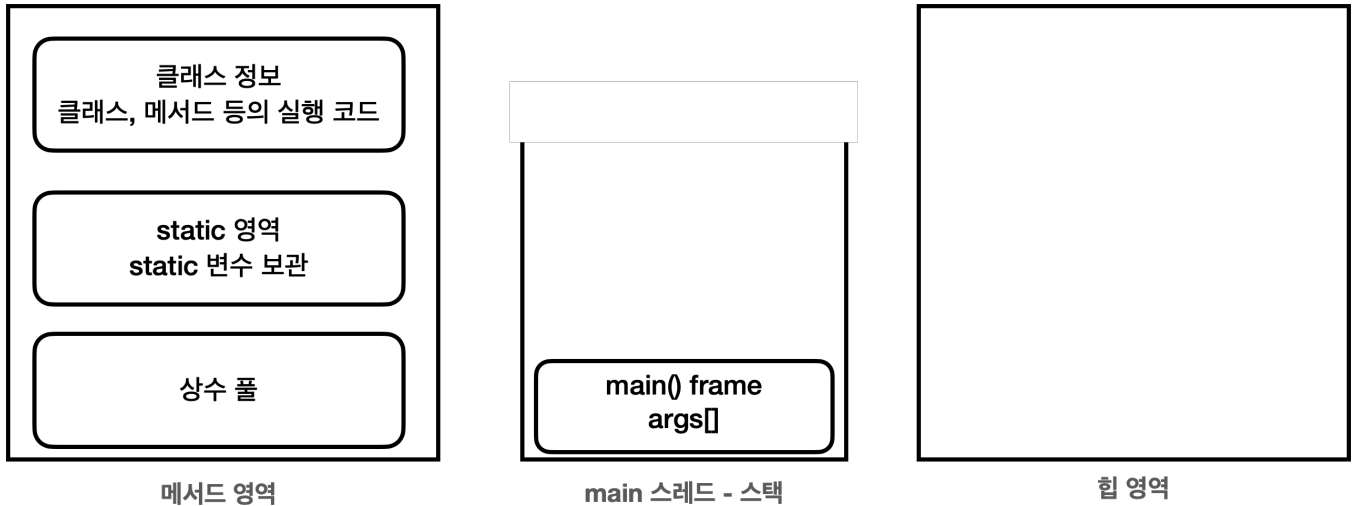 클래스 정보
클래스, 메서드 등의 실행 코드
static 영역
static 변수 보관
상수 풀
메서드 영역
main() frame
args[]
main 스레드 - 스택
힙 영역